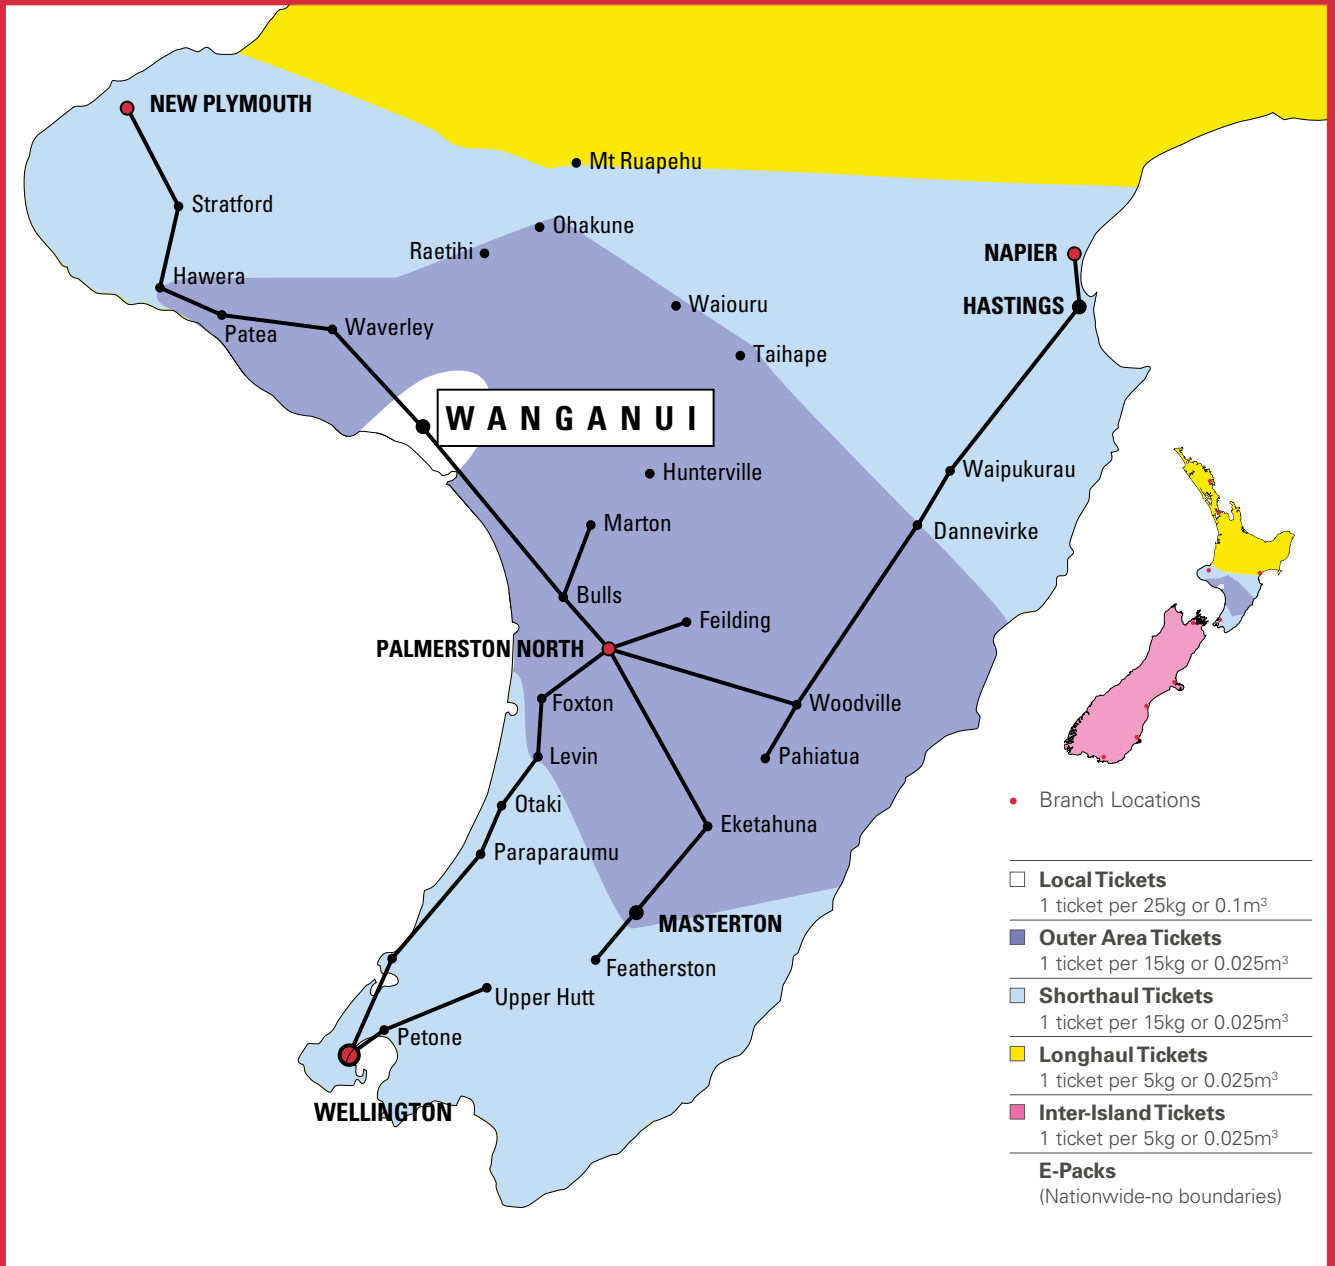 NEW PLYMOUTH
Mt Ruapehu
Stratford
Ohakune
Raetihi
NAPIER
Hawera
Waiouru
HASTINGS
Patea
Waverley
Taihape
WANGANUI
Hunterville
Waipukurau
Marton
Dannevirke
Bulls
Feilding
PALMERSTON NORTH
Foxton
Woodville
Levin
Pahiatua
Otaki
Eketahuna
Paraparaumu
MASTERTON
Featherston
Upper Hutt
Petone
WELLINGTON
Branch Locations
Local Tickets
1 ticket per 25kg or 0.1m³
Outer Area Tickets
1 ticket per 15kg or 0.025m³
Shorthaul Tickets
1 ticket per 15kg or 0.025m³
Longhaul Tickets
1 ticket per 5kg or 0.025m³
Inter-Island Tickets
1 ticket per 5kg or 0.025m³
E-Packs
(Nationwide-no boundaries)